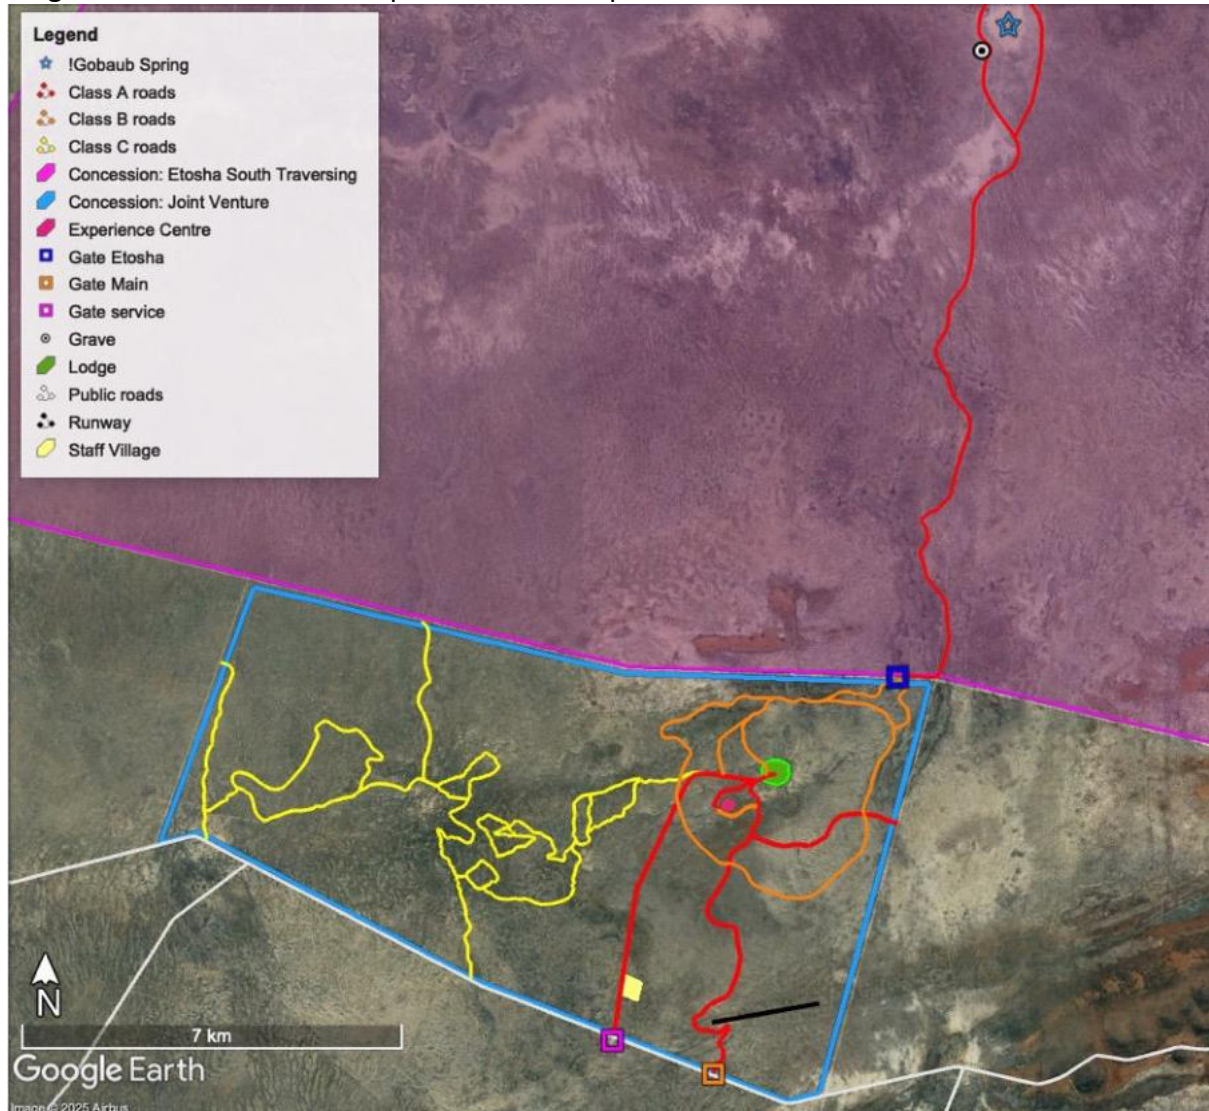 Legend
!Gobaub Spring
Class A roads
Class B roads
Class C roads
Concession: Etosha South Traversing
Concession: Joint Venture
Experience Centre
Gate Etosha
Gate Main
Gate service
Grave
Lodge
Public roads
Runway
Staff Village
N
7 km
Google Earth
Image © 2025 Airbus